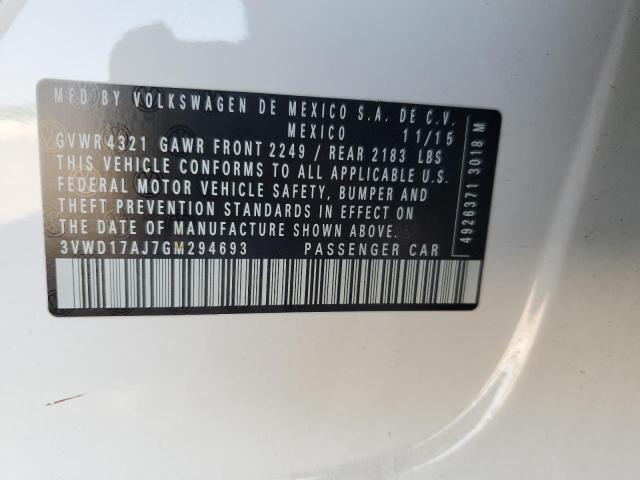 MFD BY VOLKSWAGEN DE MEXICO S.A. DE C.V.
MEXICO 11/15
GVWR 4321 GAWR FRONT 2249 / REAR 2183 LBS
THIS VEHICLE CONFORMS TO ALL APPLICABLE U.S.
FEDERAL MOTOR VEHICLE SAFETY, BUMPER AND
THEFT PREVENTION STANDARDS IN EFFECT ON
THE DATE OF MANUFACTURE SHOWN ABOVE.
3VWD17AJ7GM294693 PASSENGER CAR
4926371 3018 M